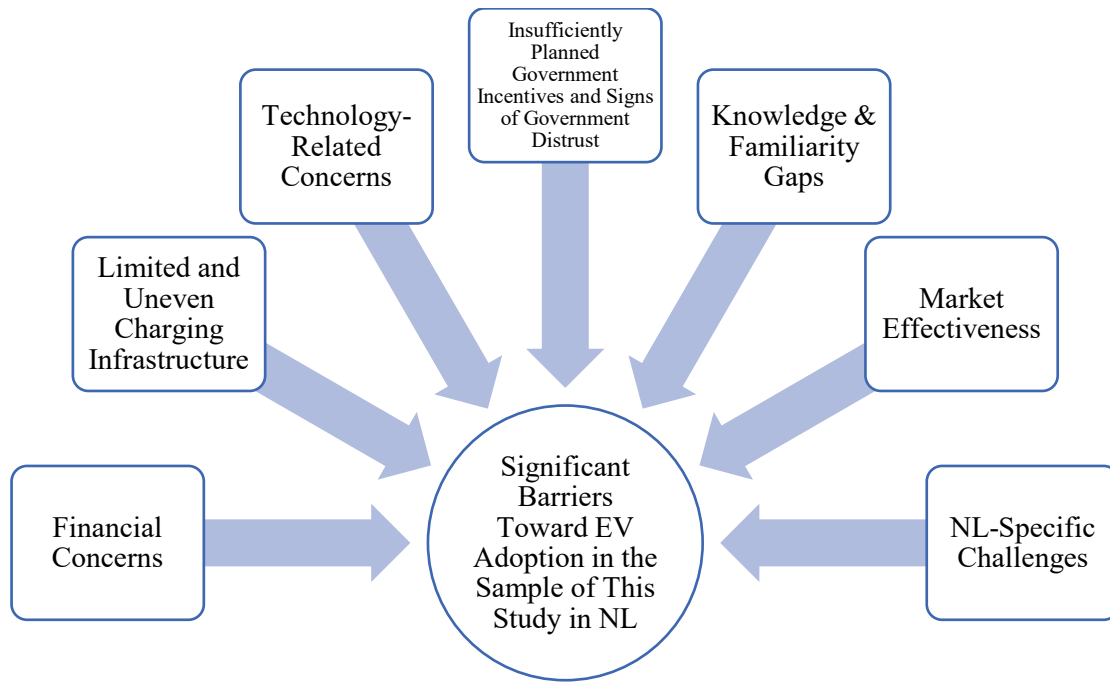 Insufficiently
Planned
Government
Incentives and Signs
of Government
Distrust
Technology-
Related
Concerns
Knowledge &
Familiarity
Gaps
Limited and
Uneven
Charging
Infrastructure
Market
Effectiveness
Financial
Concerns
Significant
Barriers
Toward EV
Adoption in the
Sample of This
Study in NL
NL-Specific
Challenges